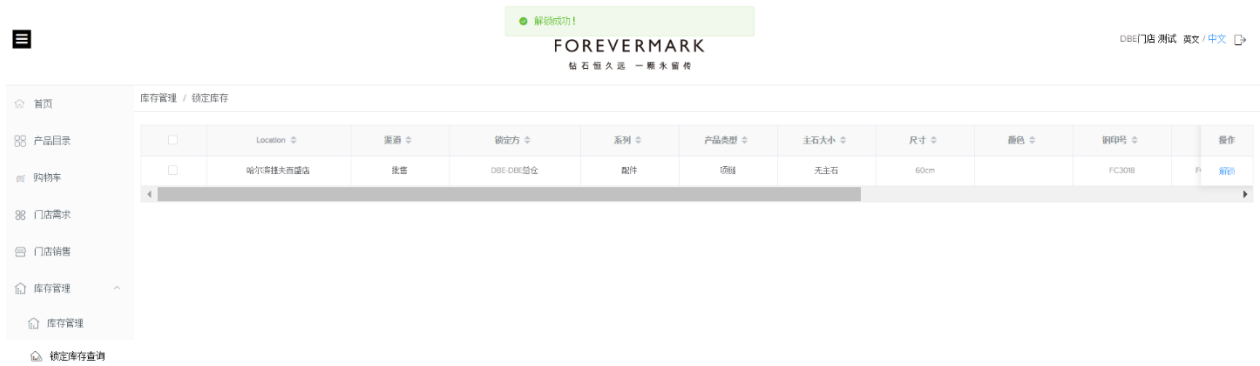 解锁成功！
FOREVERMARK
钻石恒久远 一颗永留传
DBE门店 测试 英文 / 中文
首页
产品目录
购物车
门店需求
门店销售
库存管理
库存管理
锁定库存查询
库存管理 / 锁定库存
Location 渠道 锁定方 系列 产品类型 主石大小 尺寸 颜色 钢印号 操作
哈尔滨捷夫西盛店 批售 DBE-DBE总仓 配件 项链 无主石 60cm FC3018 解锁